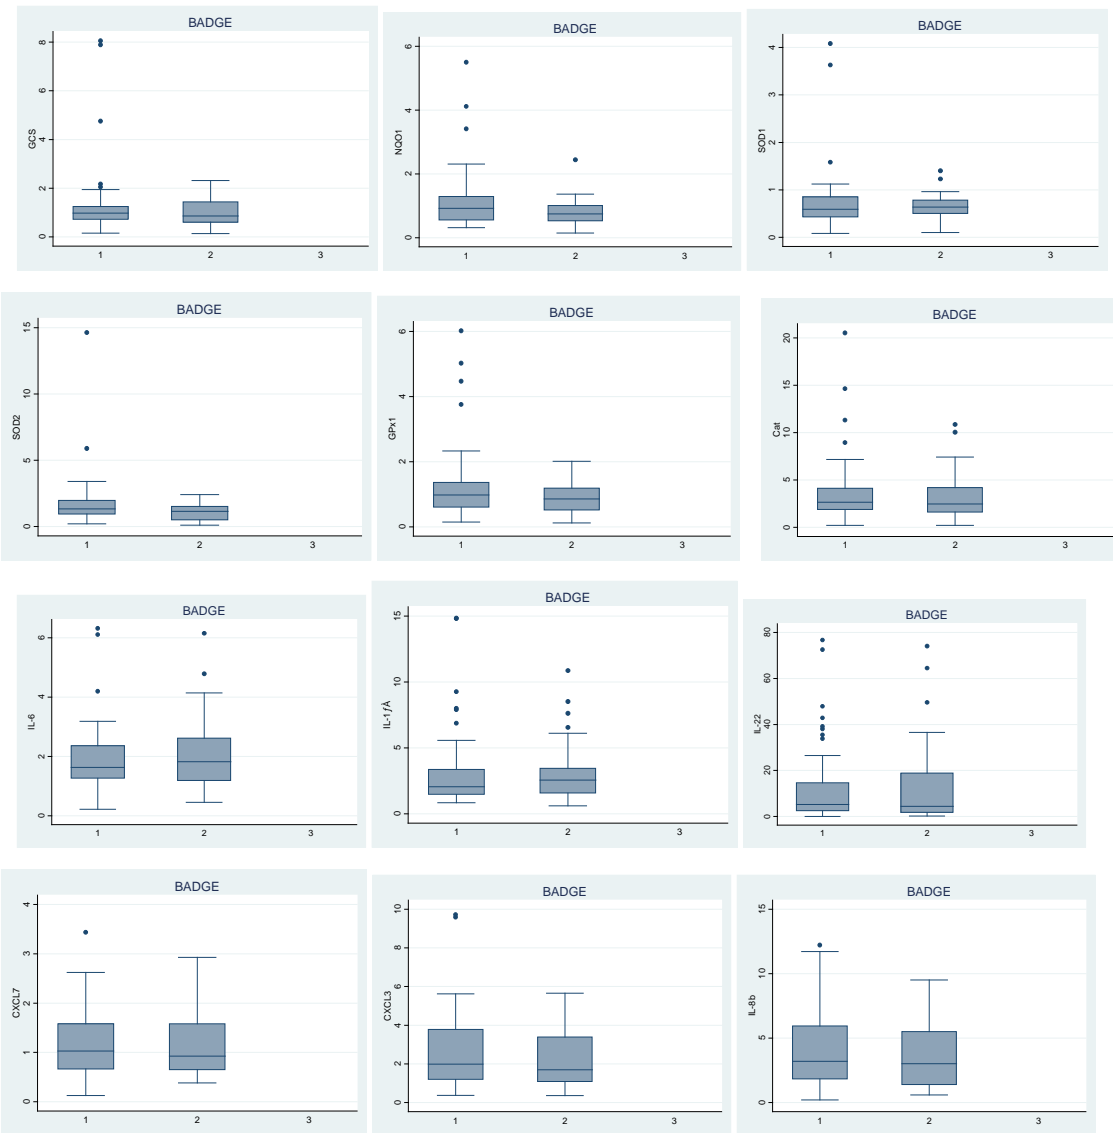 BADGE
GCS
0 2 4 6 8
1 2 3
BADGE
NQO1
0 2 4 6
1 2 3
BADGE
SOD1
0 1 2 3 4
1 2 3
BADGE
SOD2
0 5 10 15
1 2 3
BADGE
GPx1
0 2 4 6
1 2 3
BADGE
Cat
0 5 10 15 20
1 2 3
BADGE
IL-6
0 2 4 6
1 2 3
BADGE
IL-1ƒÀ
0 5 10 15
1 2 3
BADGE
IL-22
0 20 40 60 80
1 2 3
BADGE
CXCL7
0 1 2 3 4
1 2 3
BADGE
CXCL3
0 2 4 6 8 10
1 2 3
BADGE
IL-8b
0 5 10 15
1 2 3